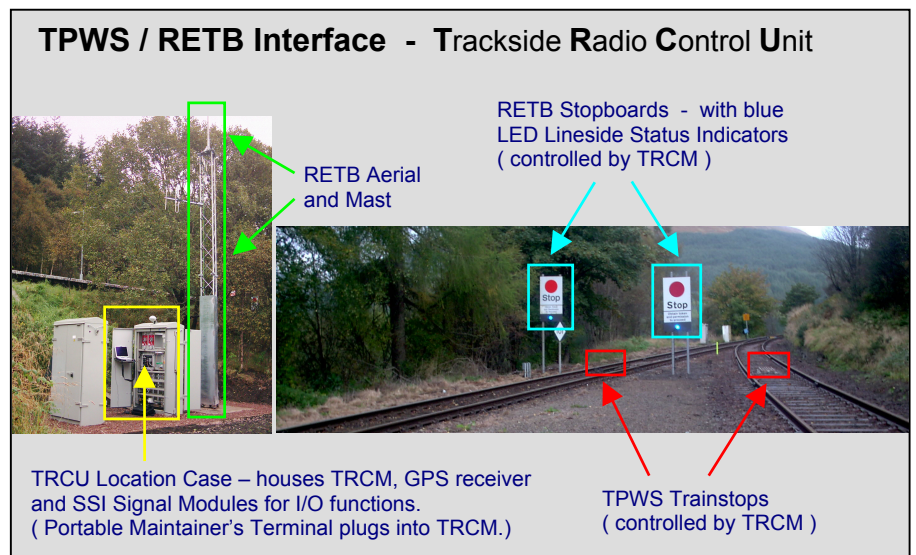 TPWS / RETB Interface - Trackside Radio Control Unit
RETB Stopboards - with blue
LED Lineside Status Indicators
( controlled by TRCM )
RETB Aerial
and Mast
Stop
Stop
TRCU Location Case – houses TRCM, GPS receiver
and SSI Signal Modules for I/O functions.
( Portable Maintainer's Terminal plugs into TRCM.)
TPWS Trainstops
( controlled by TRCM )